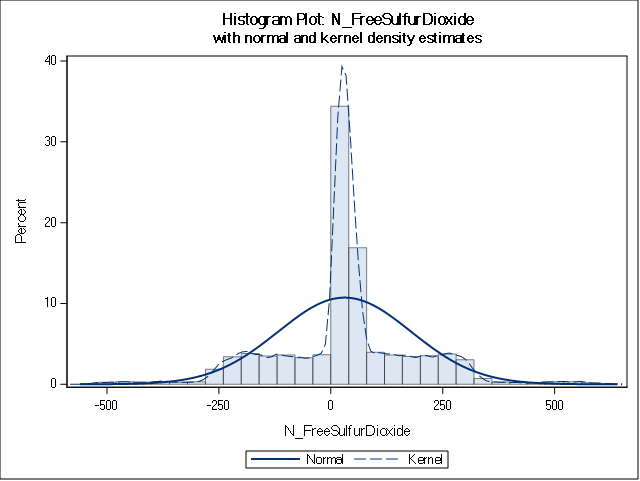 Histogram Plot: N_FreeSulfurDioxide
with normal and kernel density estimates
40
30
20
10
0
Percent
-500
-250
0
250
500
N_FreeSulfurDioxide
Normal
Kernel